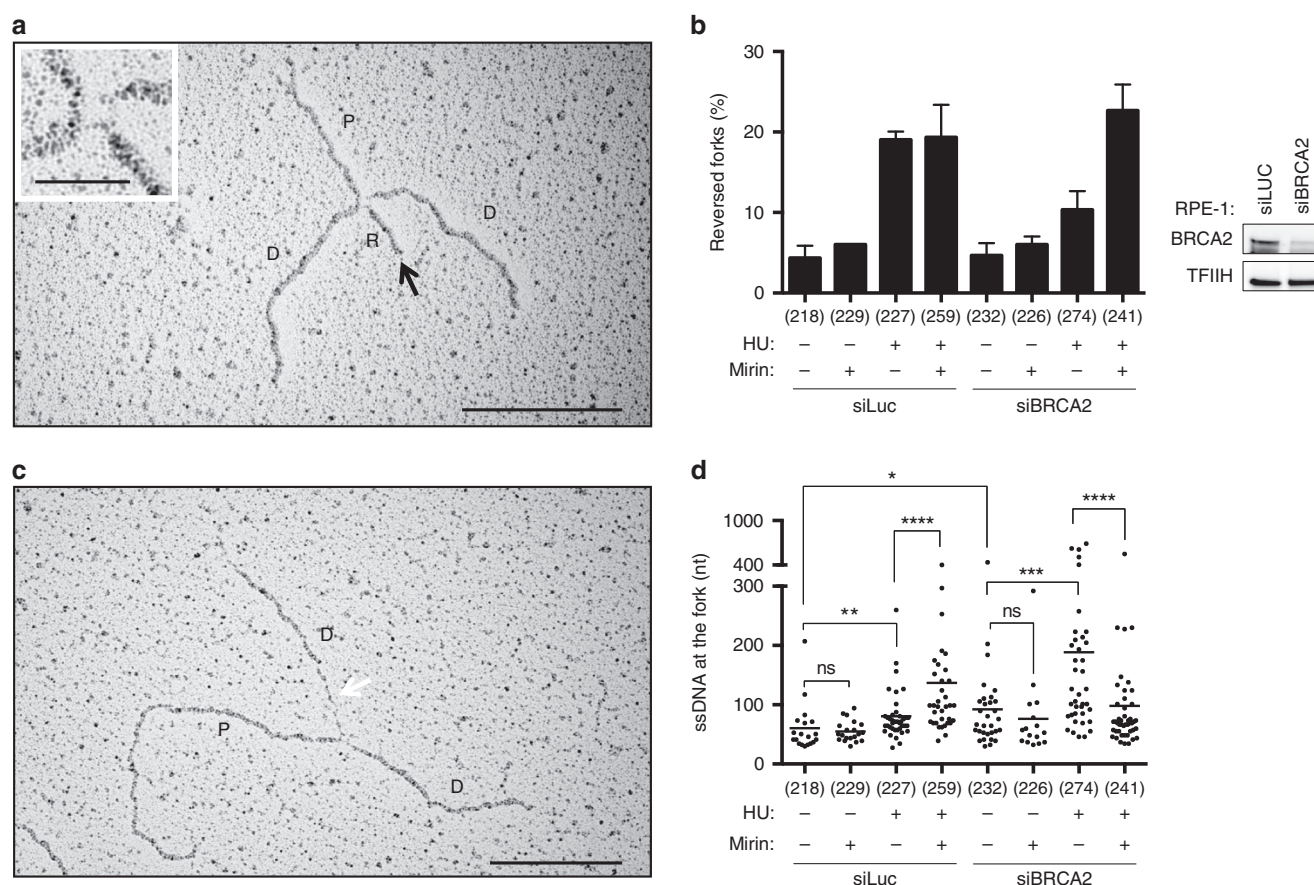 a
P
D
D
R
b
Reversed forks (%)
30
20
10
0
(218) (229) (227) (259) (232) (226) (274) (241)
HU: – – + + – – + +
Mirin: – + – + – + – +
siLuc siBRCA2
RPE-1: siLUC siBRCA2
BRCA2
TFIIH
c
D
P
D
d
ssDNA at the fork (nt)
1000
400
300
200
100
0
*
****
****
***
**
ns
ns
(218) (229) (227) (259) (232) (226) (274) (241)
HU: – – + + – – + +
Mirin: – + – + – + – +
siLuc siBRCA2